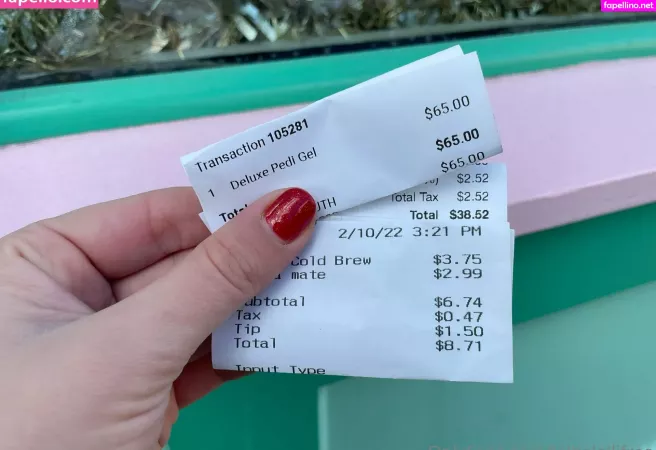 fapello.com
fapellino.net
Transaction 105281
$65.00
1 Deluxe Pedi Gel
$65.00
$65.00
$2.52
Total Tax $2.52
Total $38.52
2/10/22 3:21 PM
Cold Brew $3.75
mate $2.99
ubtotal $6.74
Tax $0.47
Tip $1.50
Total $8.71
Input Type